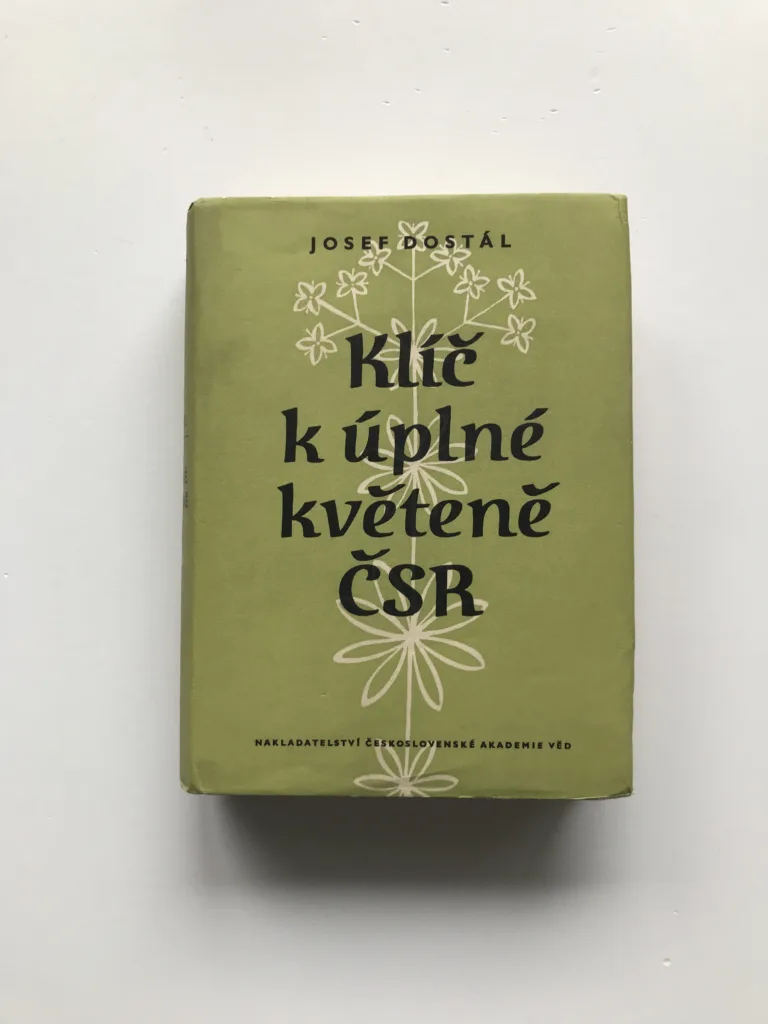 JOSEF DOSTÁL
Klíč
k úplné
květeně
ČSR
NAKLADATELSTVÍ ČESKOSLOVENSKÉ AKADEMIE VĚD